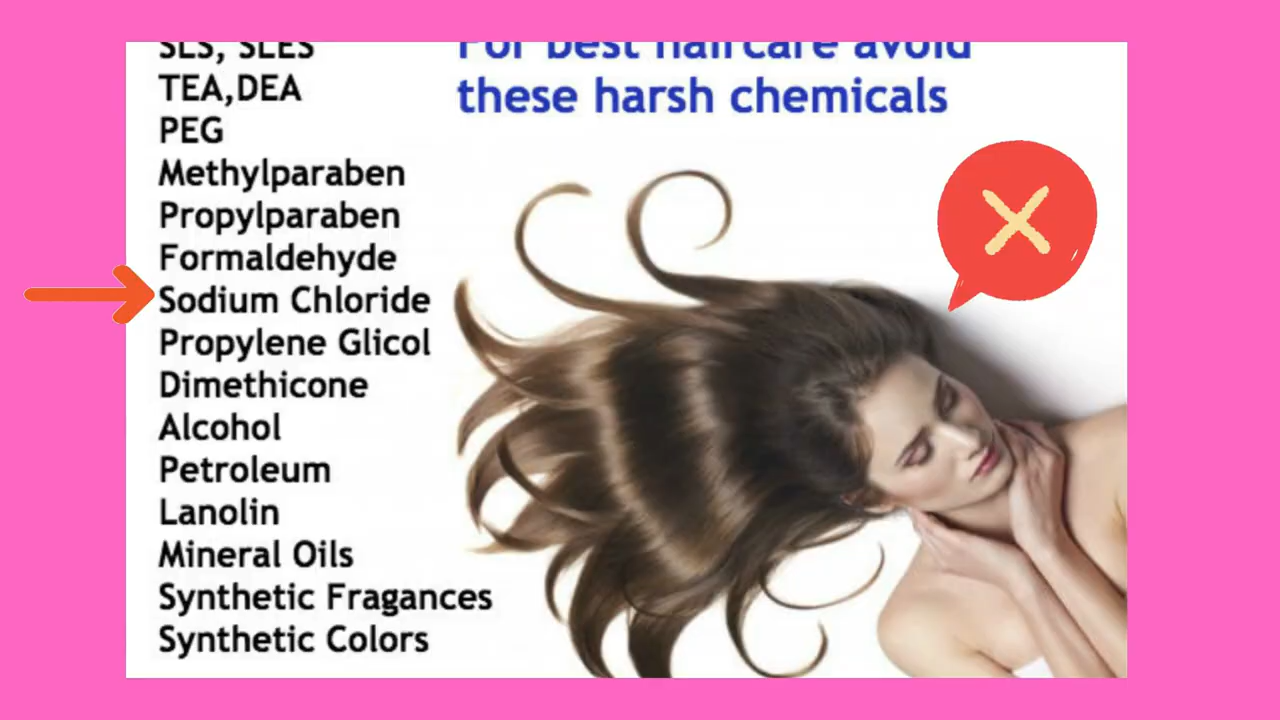 SLS, SLES
TEA,DEA
PEG
Methylparaben
Propylparaben
Formaldehyde
Sodium Chloride
Propylene Glicol
Dimethicone
Alcohol
Petroleum
Lanolin
Mineral Oils
Synthetic Fragances
Synthetic Colors
For best haircare avoid
these harsh chemicals